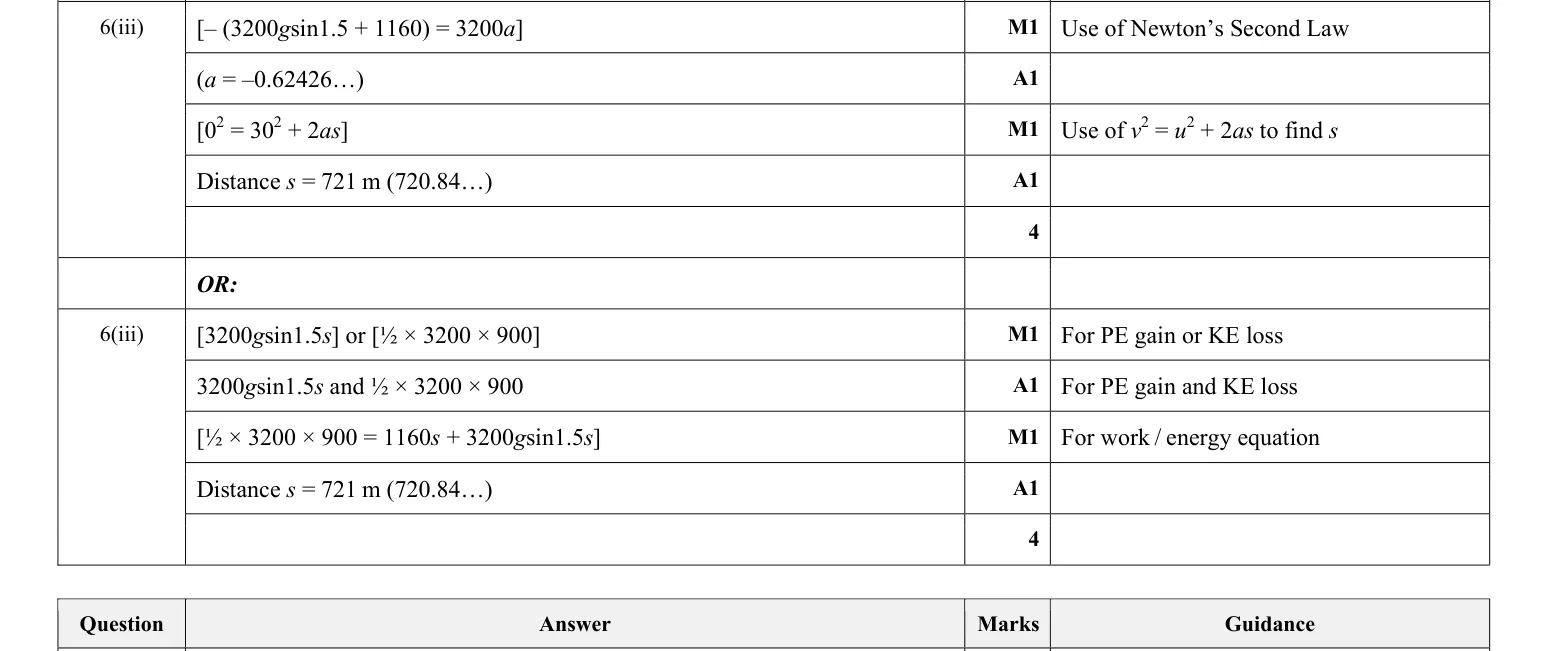 6(iii) [– (3200gsin1.5 + 1160) = 3200a] M1 Use of Newton’s Second Law
(a = –0.62426…) A1
[0² = 30² + 2as] M1 Use of v² = u² + 2as to find s
Distance s = 721 m (720.84…) A1
4
OR:
6(iii) [3200gsin1.5s] or [½ × 3200 × 900] M1 For PE gain or KE loss
3200gsin1.5s and ½ × 3200 × 900 A1 For PE gain and KE loss
[½ × 3200 × 900 = 1160s + 3200gsin1.5s] M1 For work / energy equation
Distance s = 721 m (720.84…) A1
4
Question Answer Marks Guidance